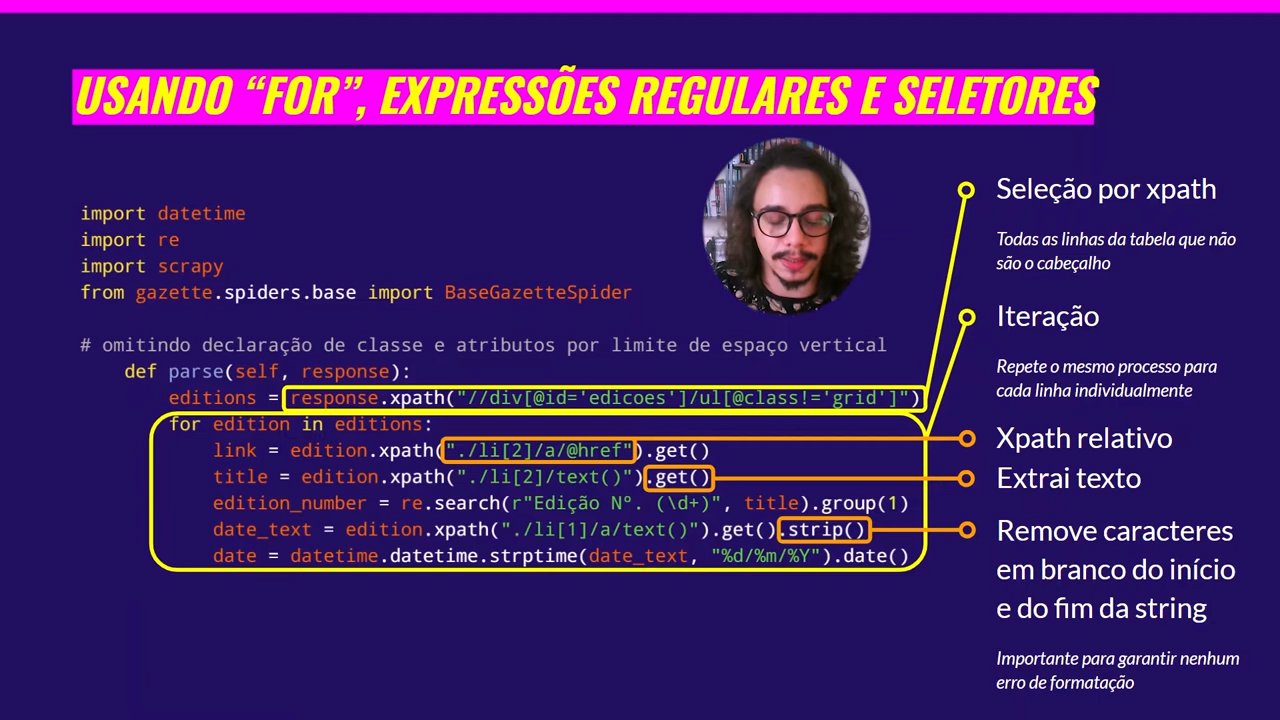 USANDO “FOR”, EXPRESSÕES REGULARES E SELETORES
import datetime
import re
import scrapy
from gazette.spiders.base import BaseGazetteSpider
# omitindo declaração de classe e atributos por limite de espaço vertical
def parse(self, response):
editions = response.xpath("//div[@id='edicoes']/ul[@class!='grid']")
for edition in editions:
link = edition.xpath("./li[2]/a/@href").get()
title = edition.xpath("./li[2]/text()").get()
edition_number = re.search(r"Edição Nº. (\d+)", title).group(1)
date_text = edition.xpath("./li[1]/a/text()").get().strip()
date = datetime.datetime.strptime(date_text, "%d/%m/%Y").date()
Seleção por xpath
Todas as linhas da tabela que não
são o cabeçalho
Iteração
Repete o mesmo processo para
cada linha individualmente
Xpath relativo
Extrai texto
Remove caracteres
em branco do início
e do fim da string
Importante para garantir nenhum
erro de formatação